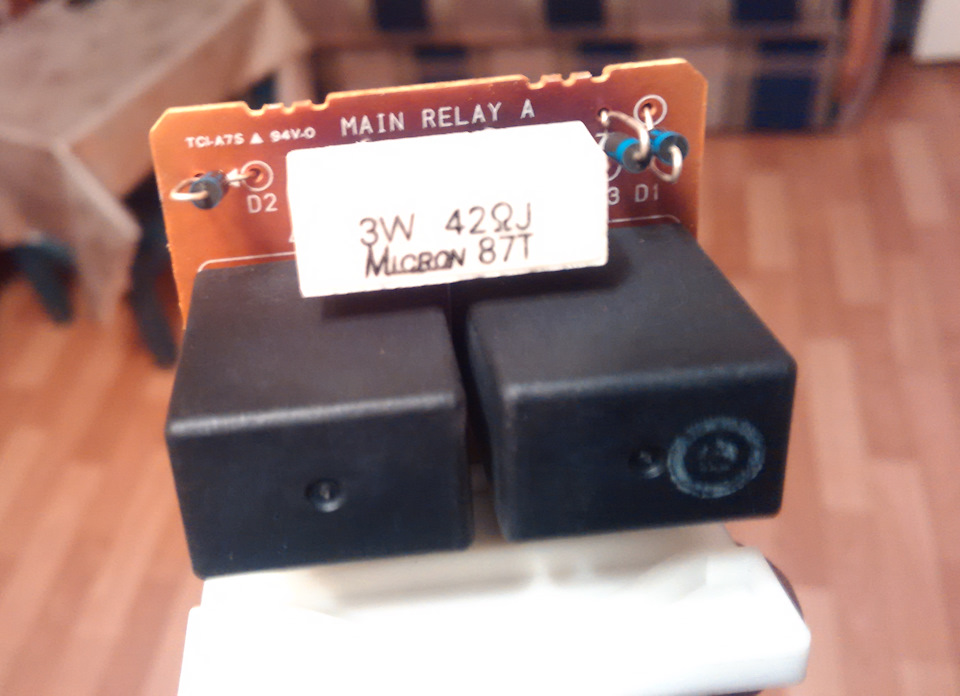 MAIN RELAY A
TCI-A7S ▲ 94V-0
D2
3 D1
3W 42ΩJ
MICRON 87T